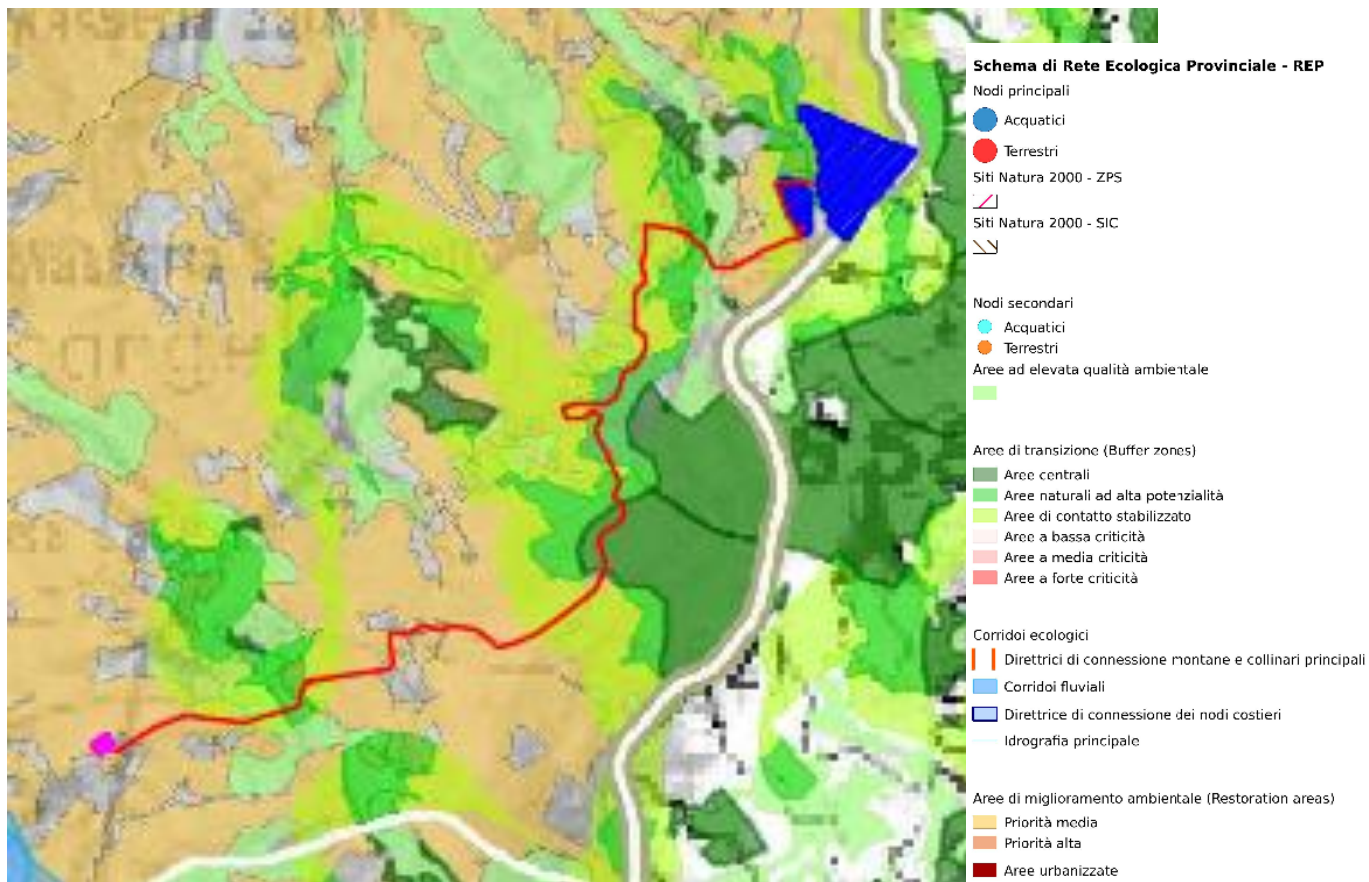 Schema di Rete Ecologica Provinciale - REP
Nodi principali
Acquatici
Terrestri
Siti Natura 2000 - ZPS
Siti Natura 2000 - SIC
Nodi secondari
Acquatici
Terrestri
Aree ad elevata qualità ambientale
Aree di transizione (Buffer zones)
Aree centrali
Aree naturali ad alta potenzialità
Aree di contatto stabilizzato
Aree a bassa criticità
Aree a media criticità
Aree a forte criticità
Corridoi ecologici
Direttrici di connessione montane e collinari principali
Corridoi fluviali
Direttrice di connessione dei nodi costieri
Idrografia principale
Aree di miglioramento ambientale (Restoration areas)
Priorità media
Priorità alta
Aree urbanizzate